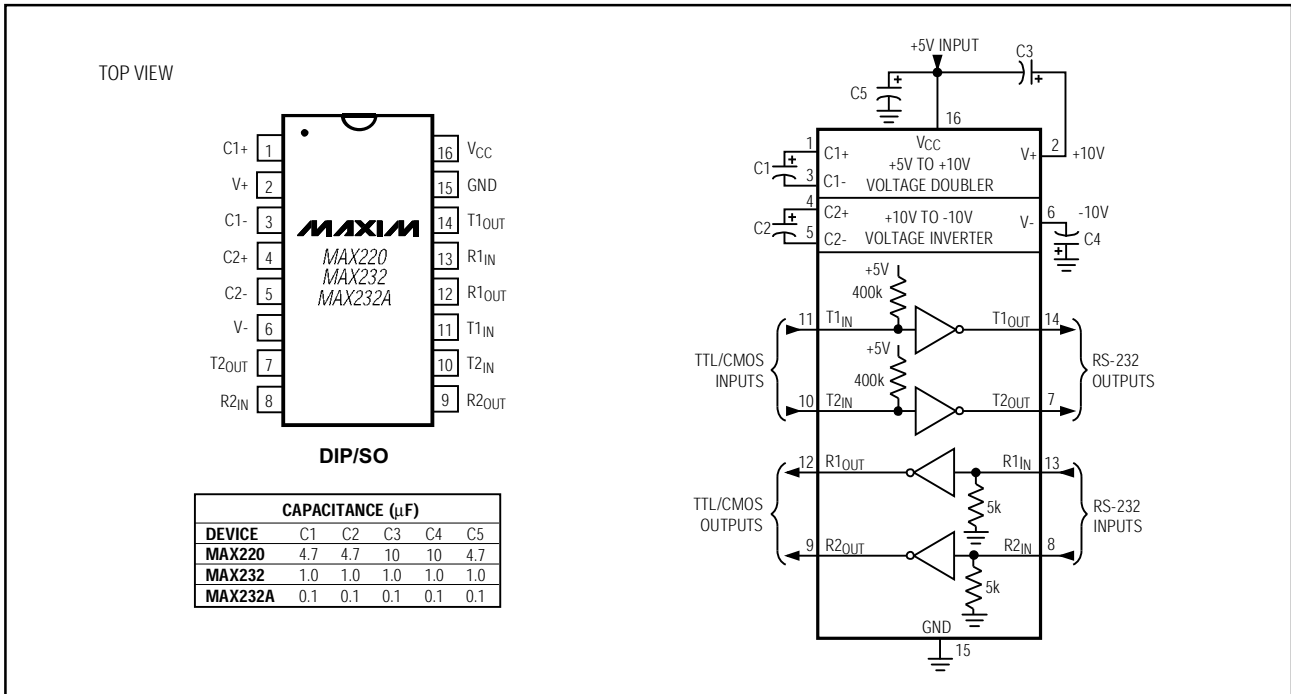 TOP VIEW
C1+ 1
V+ 2
C1- 3
C2+ 4
C2- 5
V- 6
T2OUT 7
R2IN 8
16 VCC
15 GND
14 T1OUT
13 R1IN
12 R1OUT
11 T1IN
10 T2IN
9 R2OUT
MAXIM
MAX220
MAX232
MAX232A
DIP/SO
CAPACITANCE (µF)
DEVICE C1 C2 C3 C4 C5
MAX220 4.7 4.7 10 10 4.7
MAX232 1.0 1.0 1.0 1.0 1.0
MAX232A 0.1 0.1 0.1 0.1 0.1
+5V INPUT
C3
+
+
C5
16
VCC
1 C1+
+
C1
3 C1-
+5V TO +10V
VOLTAGE DOUBLER
V+ 2 +10V
4 C2+
+
C2
5 C2-
+10V TO -10V
VOLTAGE INVERTER
V- 6 -10V
C4
+
+5V
400k
11 T1IN
T1OUT 14
TTL/CMOS
INPUTS
+5V
400k
RS-232
OUTPUTS
10 T2IN
T2OUT 7
12 R1OUT
R1IN 13
TTL/CMOS
OUTPUTS
5k
RS-232
INPUTS
9 R2OUT
R2IN 8
5k
GND
15